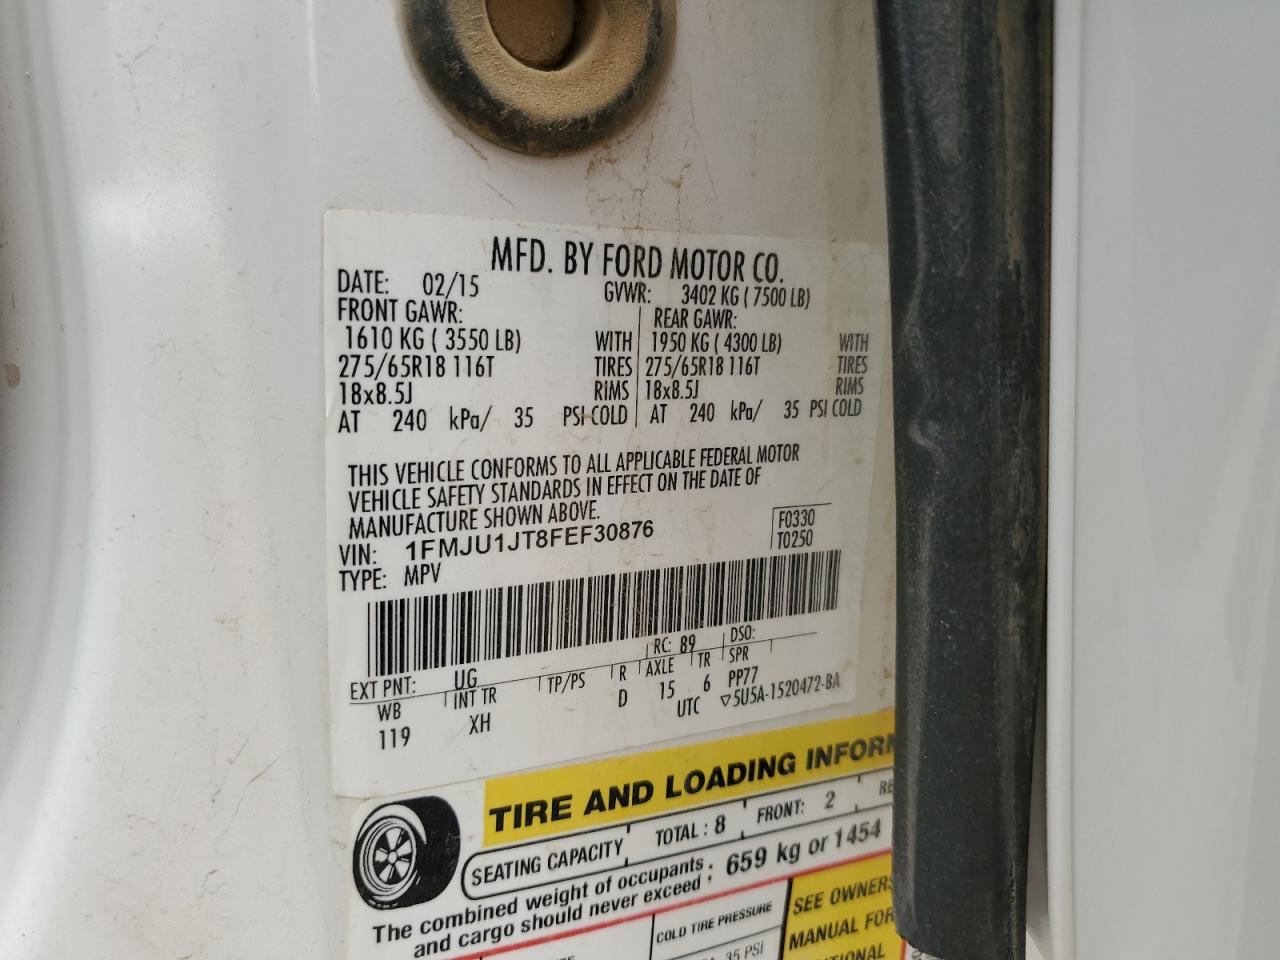 MFD. BY FORD MOTOR CO.
DATE: 02/15 GVWR: 3402 KG ( 7500 LB)
FRONT GAWR: REAR GAWR:
1610 KG ( 3550 LB) WITH 1950 KG ( 4300 LB) WITH
275/65R18 116T TIRES 275/65R18 116T TIRES
18x8.5J RIMS 18x8.5J RIMS
AT 240 kPa/ 35 PSI COLD AT 240 kPa/ 35 PSI COLD
THIS VEHICLE CONFORMS TO ALL APPLICABLE FEDERAL MOTOR
VEHICLE SAFETY STANDARDS IN EFFECT ON THE DATE OF
MANUFACTURE SHOWN ABOVE.
VIN: 1FMJU1JT8FEF30876 F0330
TYPE: MPV T0250
EXT PNT: UG RC: 89 DSO:
WB INT TR TP/PS R AXLE TR SPR
119 XH D 15 6 PP77
UTC ▽5U5A-1520472-BA
TIRE AND LOADING
SEATING CAPACITY TOTAL : 8 FRONT: 2
The combined weight of occupants
and cargo should never exceed : 659 kg or 1454
COLD TIRE PRESSURE SEE
MANUAL FOR
35 PSI